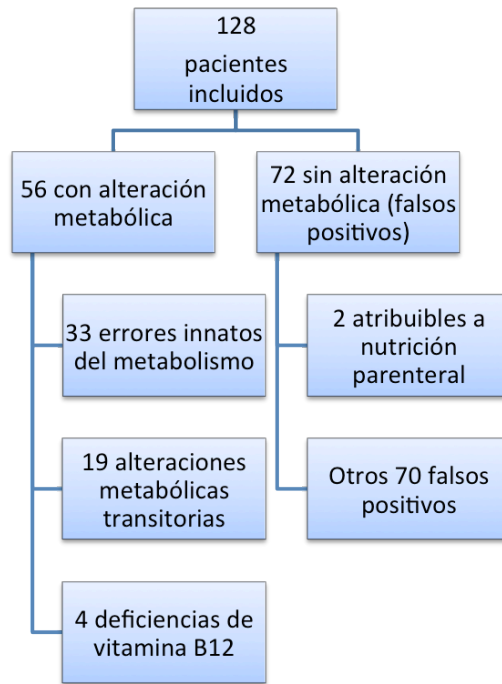 128
pacientes
incluidos
56 con alteración
metabólica
72 sin alteración
metabólica (falsos
positivos)
33 errores innatos
del metabolismo
2 atribuibles a
nutrición
parenteral
19 alteraciones
metabólicas
transitorias
Otros 70 falsos
positivos
4 deficiencias de
vitamina B12